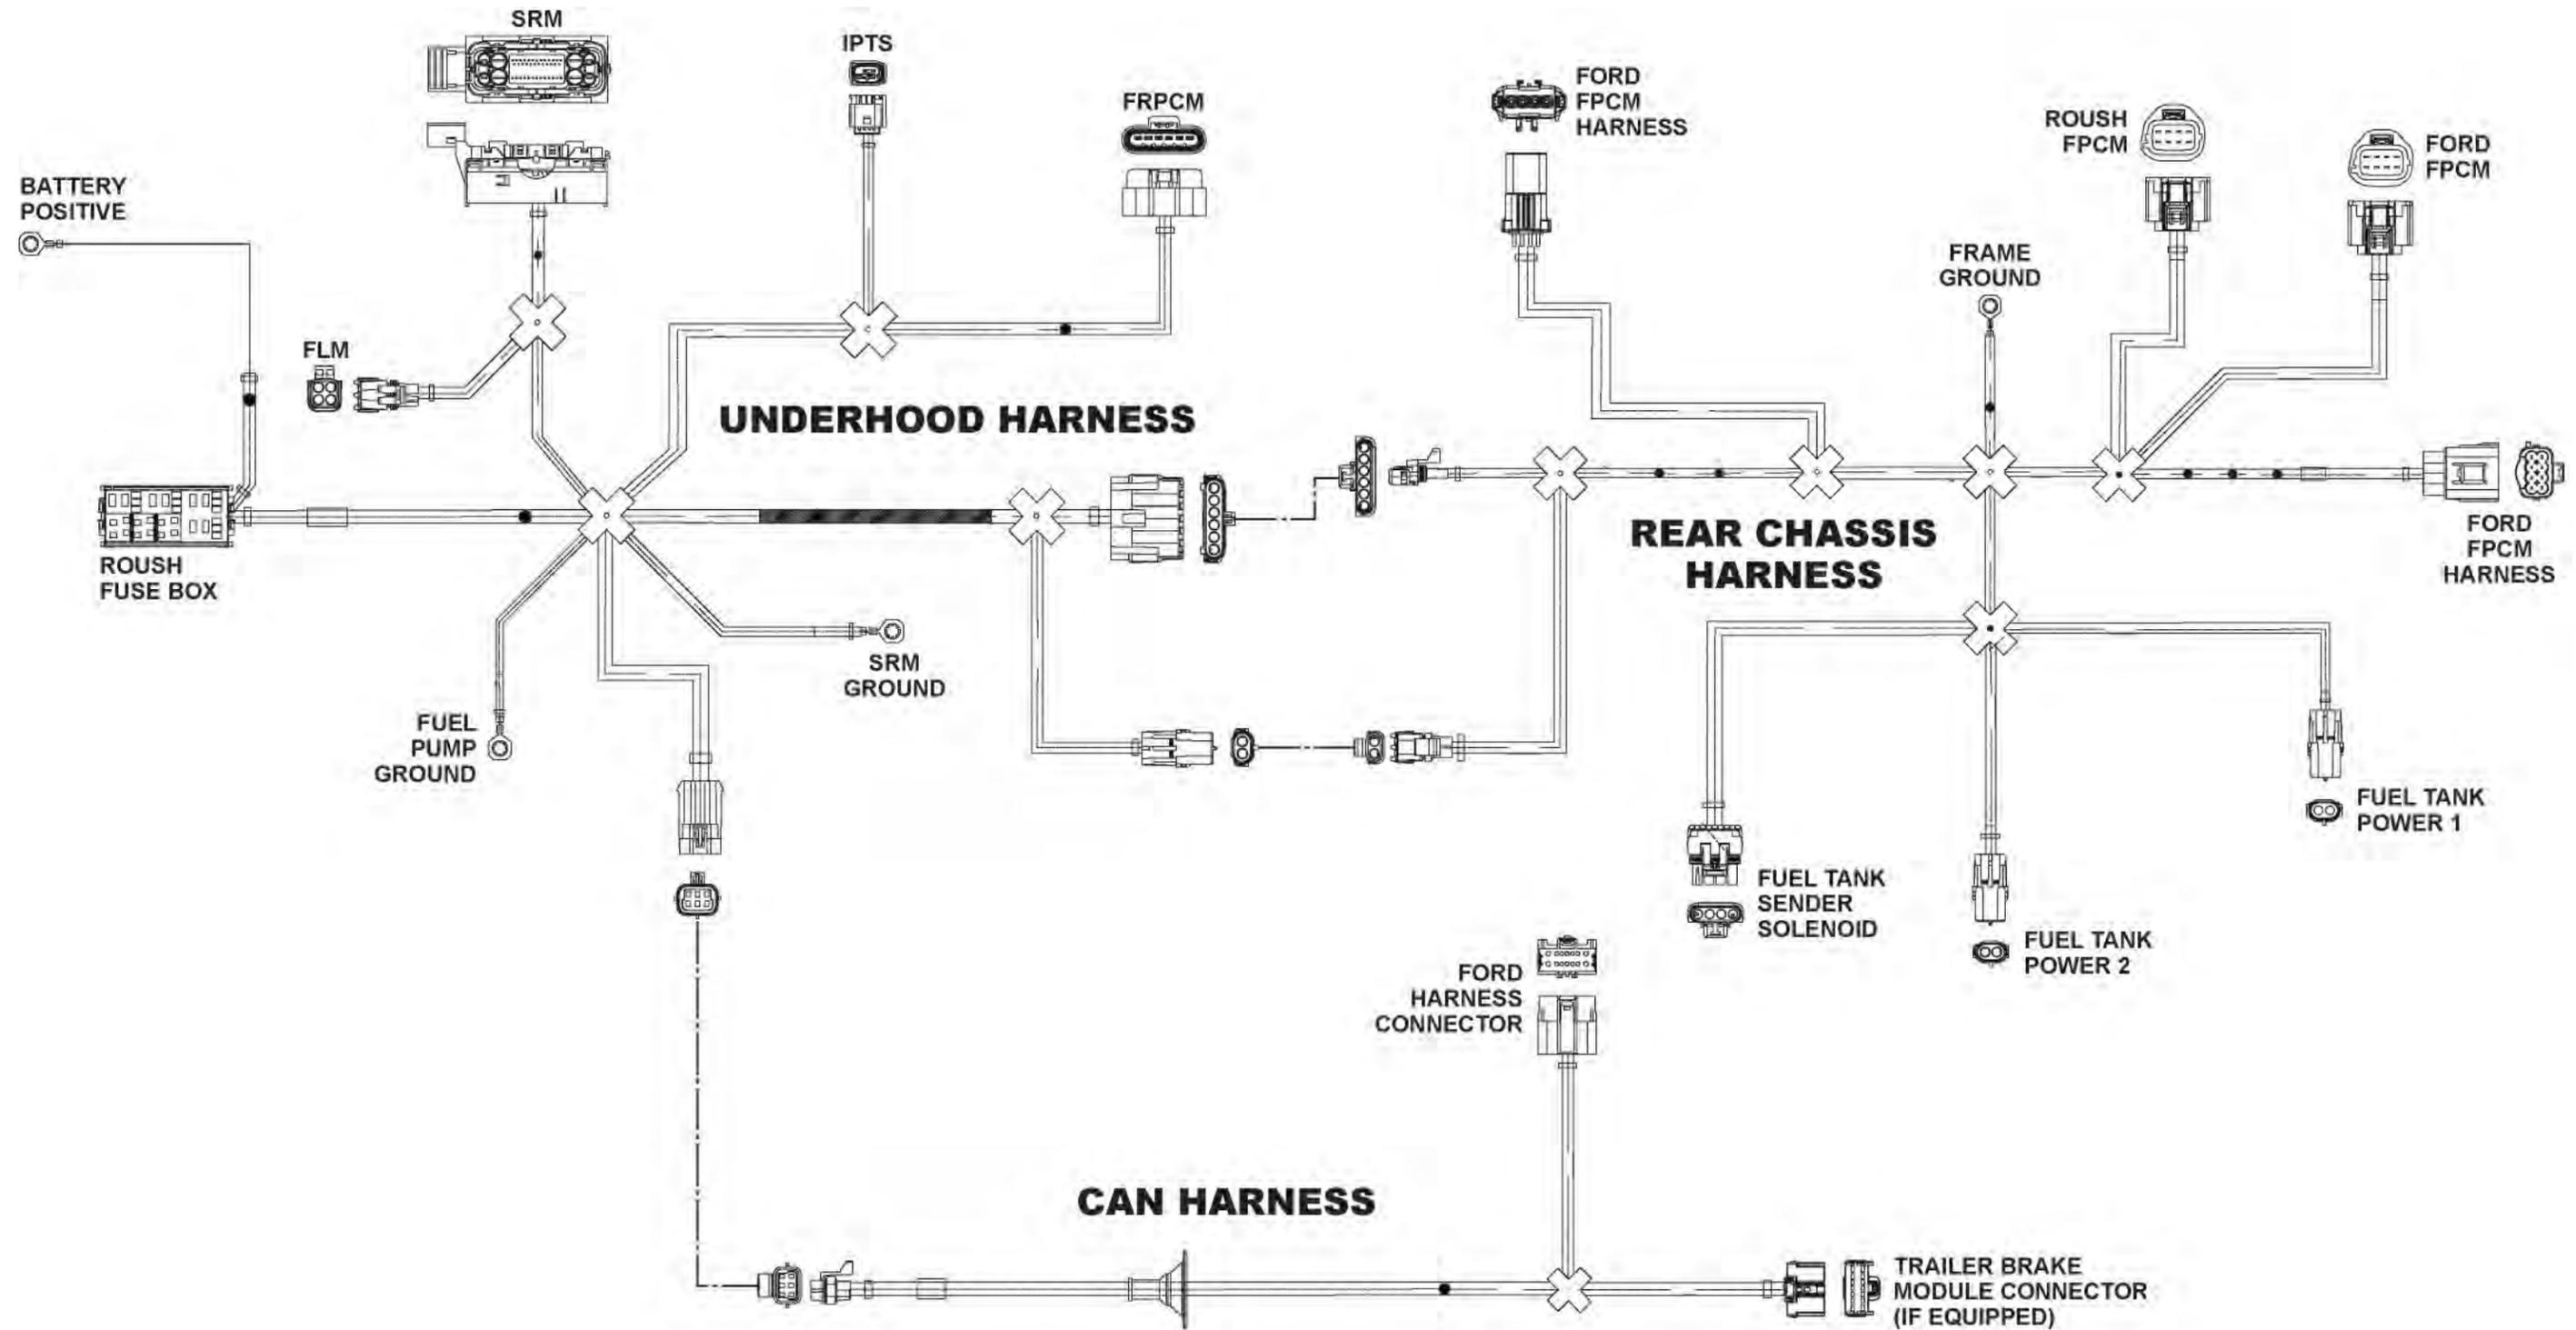 SRM
IPTS
FRPCM
FORD
FPCM
HARNESS
ROUSH
FPCM
FORD
FPCM
BATTERY
POSITIVE
FRAME
GROUND
FLM
UNDERHOOD HARNESS
REAR CHASSIS
HARNESS
FORD
FPCM
HARNESS
ROUSH
FUSE BOX
SRM
GROUND
FUEL
PUMP
GROUND
FUEL TANK
POWER 1
FUEL TANK
SENDER
SOLENOID
FUEL TANK
POWER 2
FORD
HARNESS
CONNECTOR
CAN HARNESS
TRAILER BRAKE
MODULE CONNECTOR
(IF EQUIPPED)